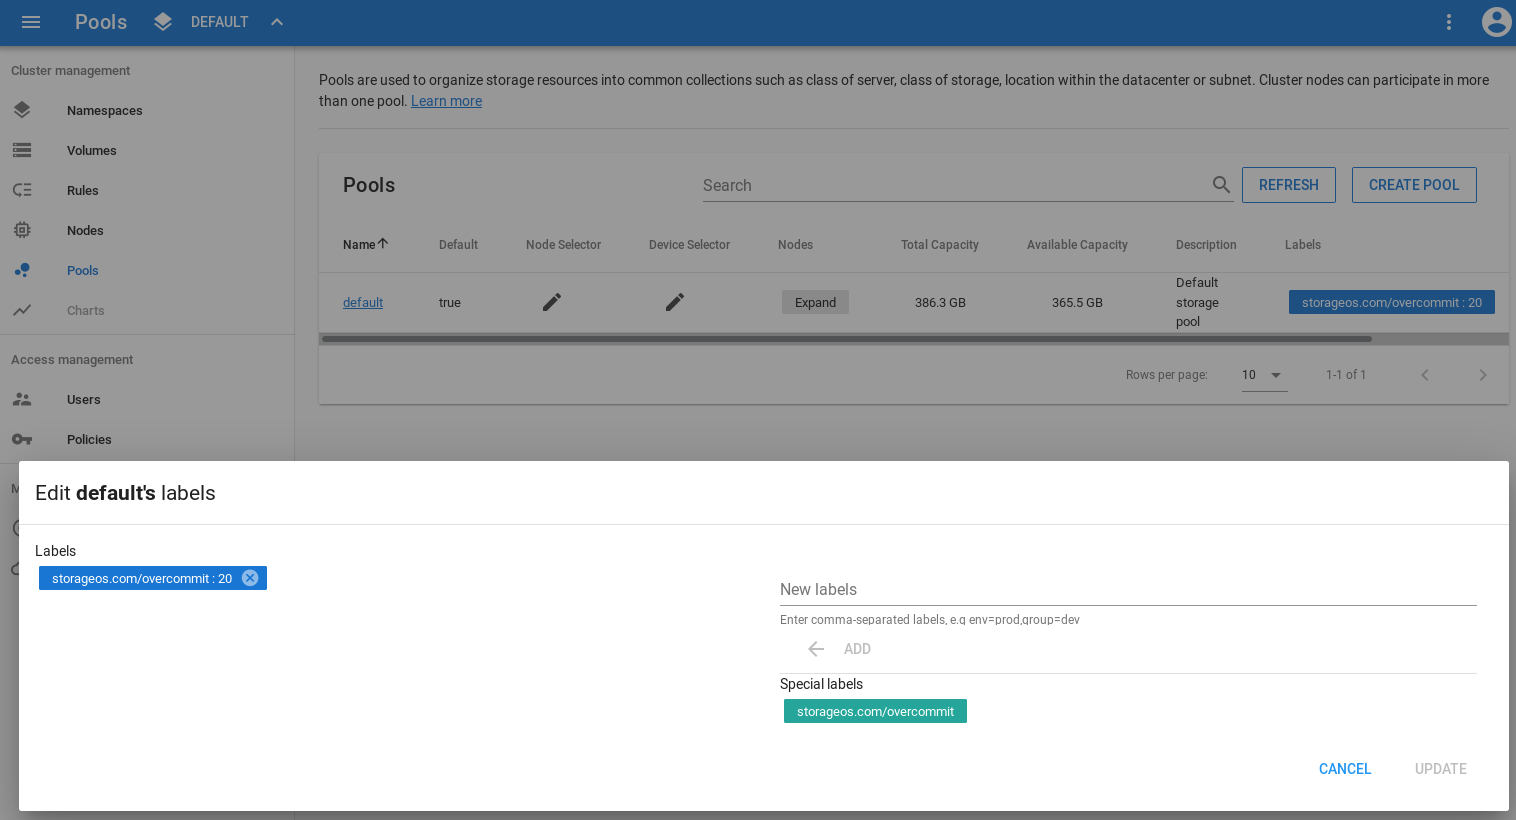 Pools DEFAULT
Cluster management
Namespaces
Volumes
Rules
Nodes
Pools
Charts
Access management
Users
Policies
M
Pools are used to organize storage resources into common collections such as class of server, class of storage, location within the datacenter or subnet. Cluster nodes can participate in more
than one pool. Learn more
Pools Search REFRESH CREATE POOL
Name Default Node Selector Device Selector Nodes Total Capacity Available Capacity Description Labels
default true Expand 386.3 GB 365.5 GB Default storage pool storageos.com/overcommit : 20
Rows per page: 10 1-1 of 1
Edit default's labels
Labels
storageos.com/overcommit : 20
New labels
Enter comma-separated labels, e.g env=prod,group=dev
ADD
Special labels
storageos.com/overcommit
CANCEL UPDATE